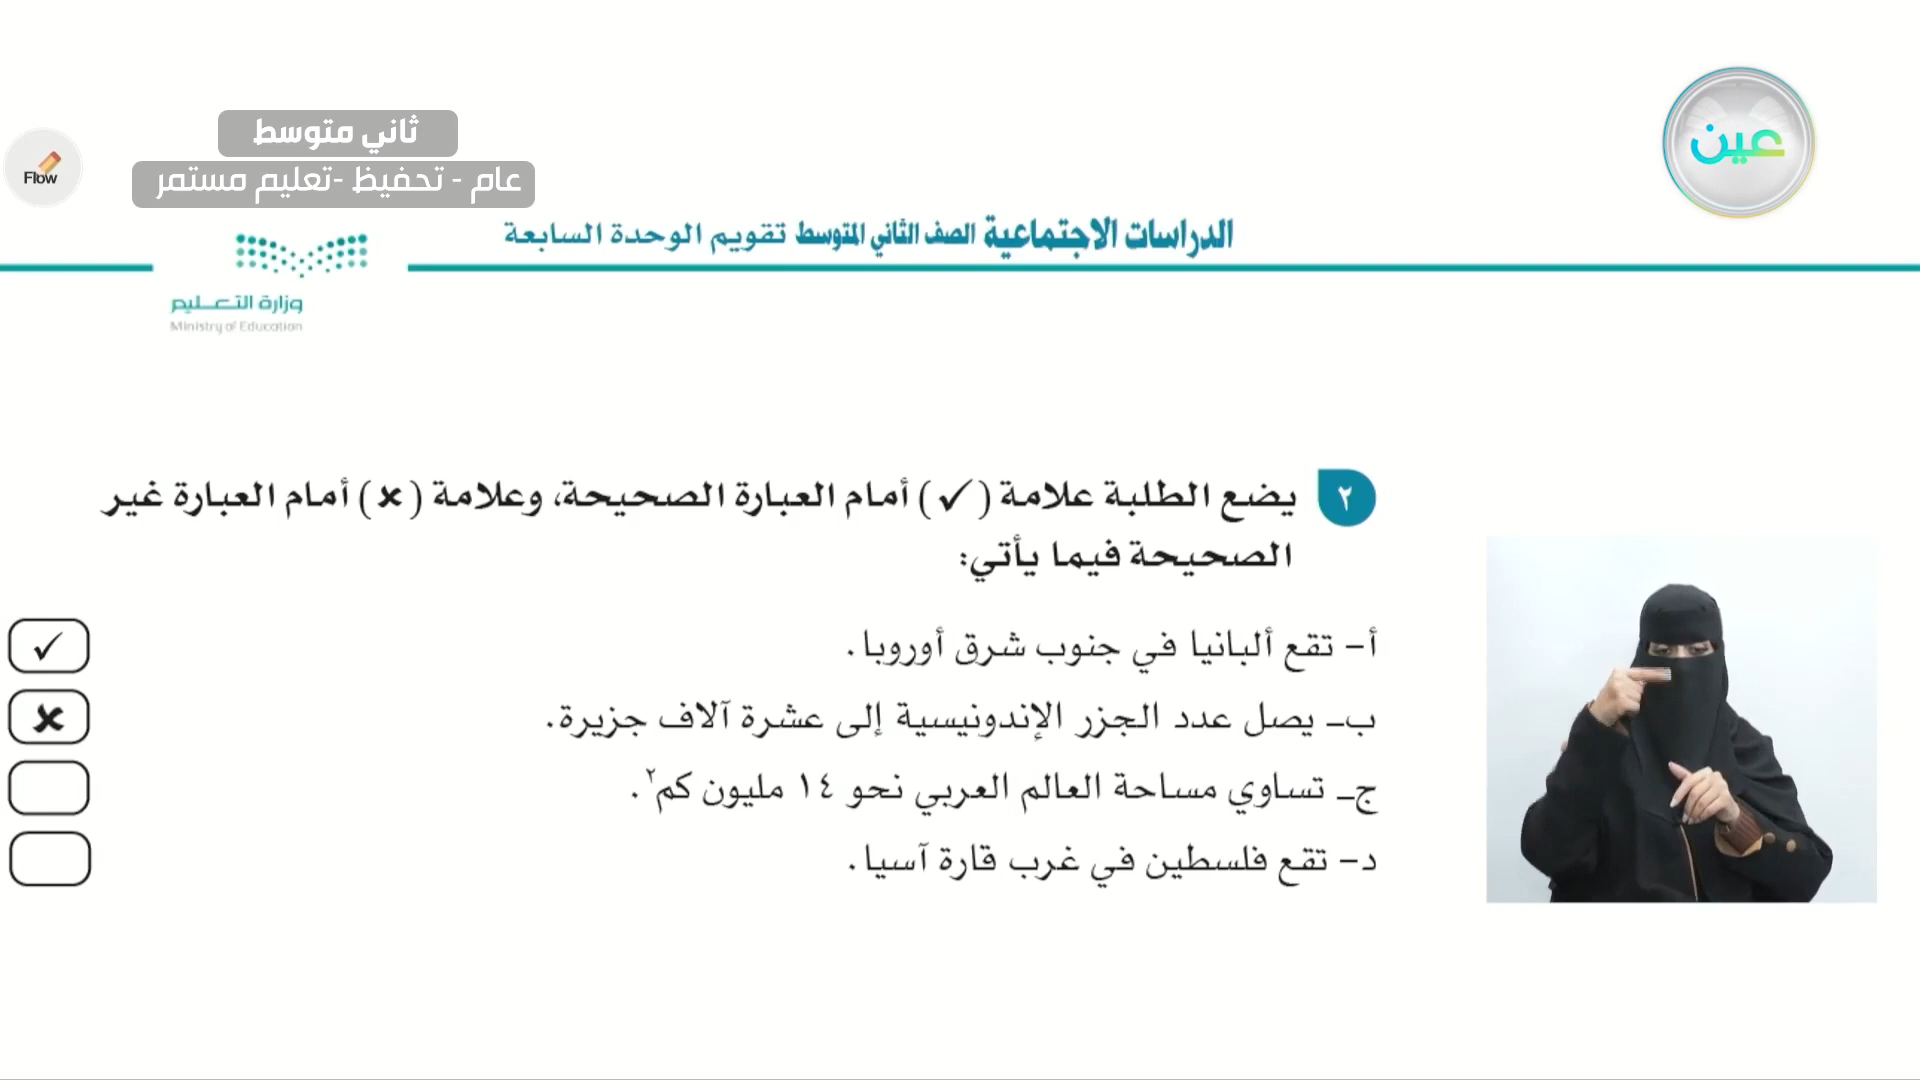 عين
ثاني متوسط
عام - تحفيظ -تعليم مستمر
Flow
الدراسات الاجتماعية الصف الثاني المتوسط تقويم الوحدة السابعة
وزارة التعليم
Ministry of Education
٢ يضع الطلبة علامة (✓) أمام العبارة الصحيحة، وعلامة (✗) أمام العبارة غير
الصحيحة فيما يأتي:
أ- تقع ألبانيا في جنوب شرق أوروبا. ✓
ب- يصل عدد الجزر الإندونيسية إلى عشرة آلاف جزيرة. ✗
ج- تساوي مساحة العالم العربي نحو ١٤ مليون كم٢.
د- تقع فلسطين في غرب قارة آسيا.